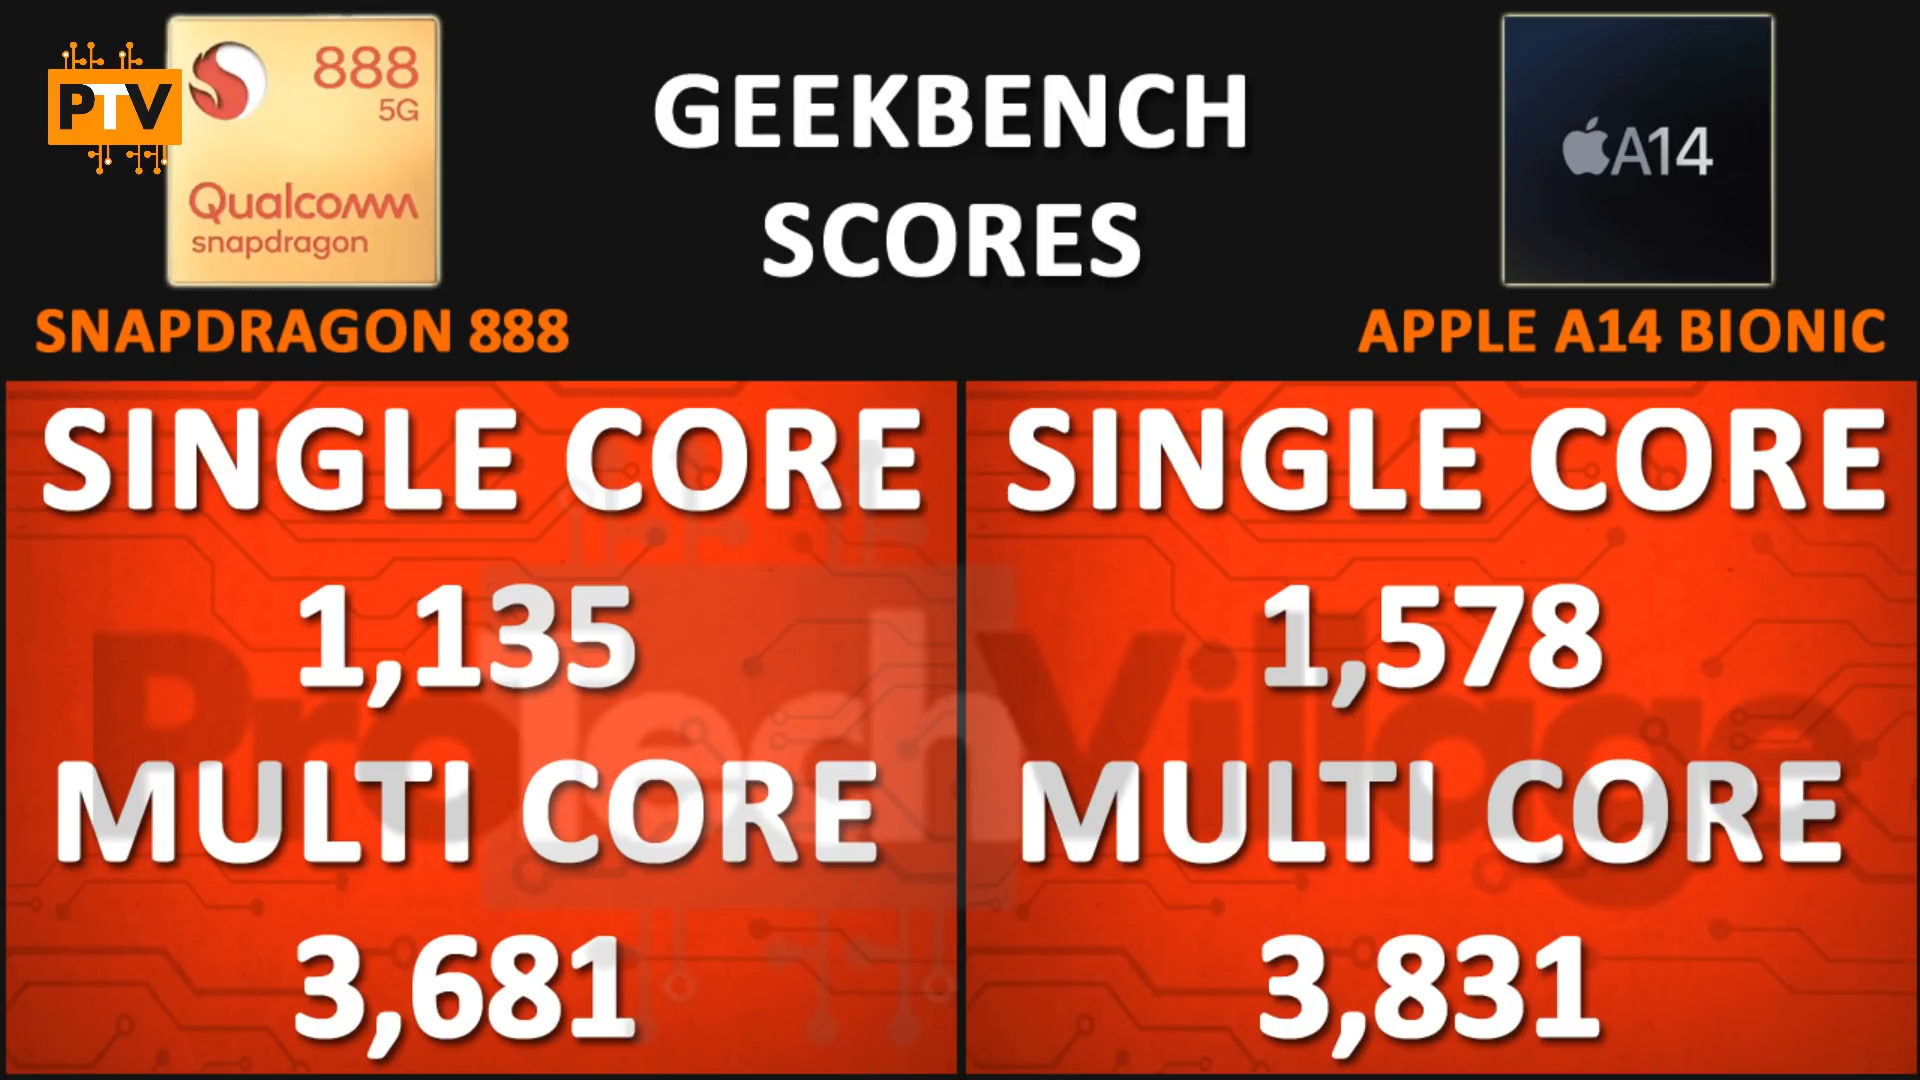 PTV
888
5G
Qualcomm
snapdragon
GEEKBENCH
SCORES
A14
SNAPDRAGON 888
APPLE A14 BIONIC
SINGLE CORE
1,135
MULTI CORE
3,681
SINGLE CORE
1,578
MULTI CORE
3,831
ProTechVillage